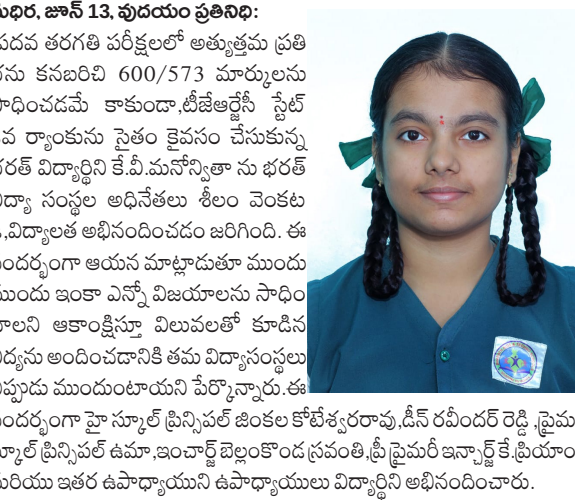 మధిర, జూన్ 13, వుదయం ప్రతినిధి:
పదవ తరగతి పరీక్షలలో అత్యుత్తమ ప్రతి
కనబరిచి 600/573 మార్కులను
సాధించడమే కాకుండా,టీజేఆర్జేసీ స్టేట్
వ ర్యాంకును సైతం కైవసం చేసుకున్న
భరత్ విద్యార్థిని కే.వీ.మనోన్వితా ను భరత్
విద్యా సంస్థల అధినేతలు శీలం వెంకట
,విద్యాలత అభినందించడం జరిగింది. ఈ
సందర్భంగా ఆయన మాట్లాడుతూ ముందు
ముందు ఇంకా ఎన్నో విజయాలను సాధిం
చాలని ఆకాంక్షిస్తూ విలువలతో కూడిన
విద్యను అందించడానికి తమ విద్యాసంస్థలు
ఎప్పుడు ముందుంటాయని పేర్కొన్నారు.ఈ
సందర్భంగా హై స్కూల్ ప్రిన్సిపల్ జింకల కోటేశ్వరరావు,డీన్ రవీందర్ రెడ్డి ,ప్రైమ
స్కూల్ ప్రిన్సిపల్ ఉమా,ఇంచార్జ్ బెల్లంకొండ స్రవంతి,ప్రీ ప్రైమరీ ఇన్చార్జ్ కే.ప్రియాం
మరియు ఇతర ఉపాధ్యాయుని ఉపాధ్యాయులు విద్యార్థిని అభినందించారు.